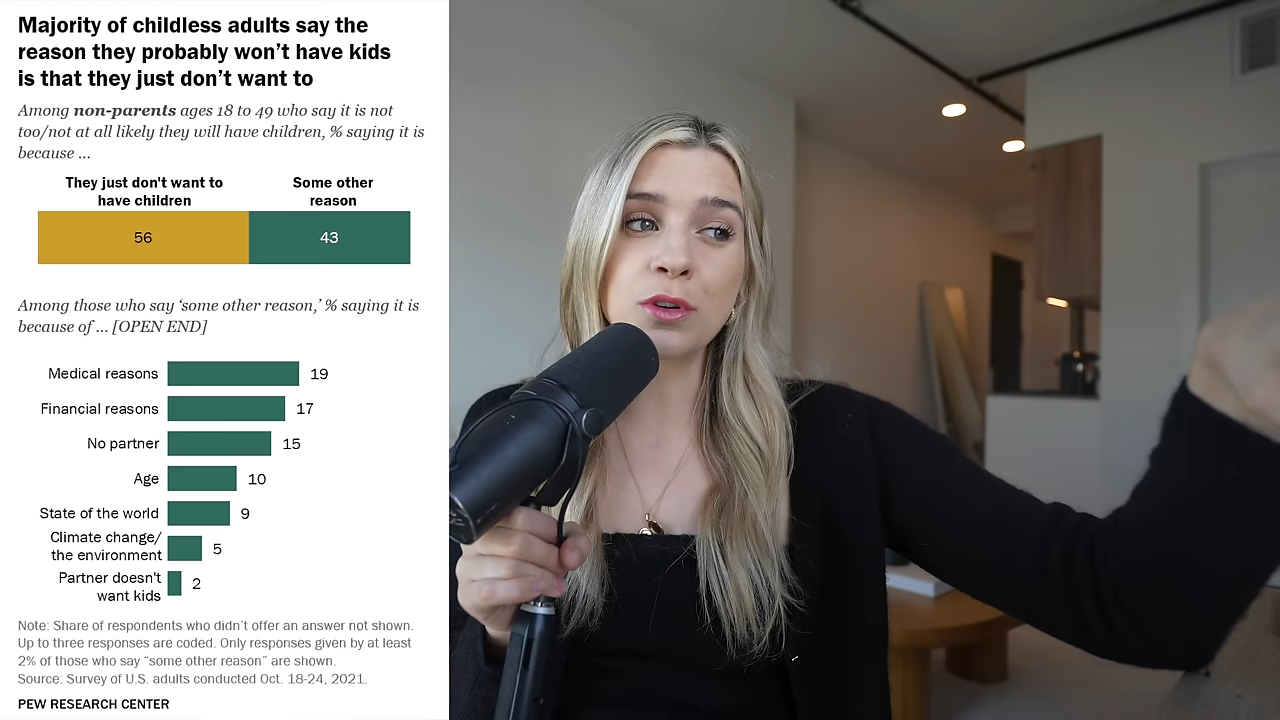 Majority of childless adults say the
reason they probably won't have kids
is that they just don't want to
Among non-parents ages 18 to 49 who say it is not
too/not at all likely they will have children, % saying it is
because ...
They just don't want to
have children
Some other
reason
56
43
Among those who say ‘some other reason,’ % saying it is
because of ... [OPEN END]
Medical reasons 19
Financial reasons 17
No partner 15
Age 10
State of the world 9
Climate change/
the environment 5
Partner doesn't
want kids 2
Note: Share of respondents who didn't offer an answer not shown.
Up to three responses are coded. Only responses given by at least
2% of those who say “some other reason” are shown.
Source: Survey of U.S. adults conducted Oct. 18-24, 2021.
PEW RESEARCH CENTER